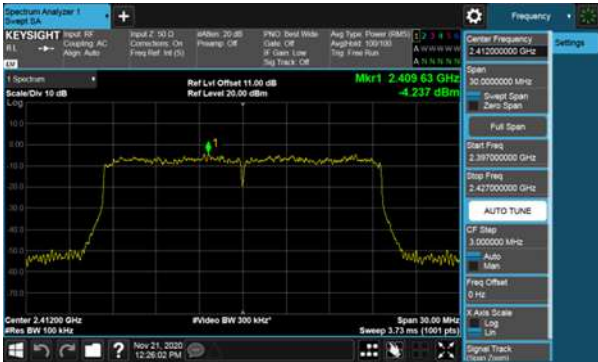 Spectrum Analyzer 1
Swept SA
+
Frequency
KEYSIGHT
Input: RF
Coupling: AC
Align: Auto
Input Z: 50 Ω
Corrections: On
Freq Ref: Int (S)
#Atten: 20 dB
Preamp: Off
PNO: Best Wide
Gate: Off
IF Gain: Low
Sig Track: Off
Avg Type: Power (RMS)
Avg|Hold: 100/100
Trig: Free Run
1 2 3 4 5 6
A W W W W W
A N N N N N
1 Spectrum
Scale/Div 10 dB
Log
Ref Lvl Offset 11.00 dB
Ref Level 20.00 dBm
Mkr1 2.409 63 GHz
-4.237 dBm
10.0
0.00
-10.0
-20.0
-30.0
-40.0
-50.0
-60.0
-70.0
1
Center 2.41200 GHz
#Res BW 100 kHz
#Video BW 300 kHz*
Span 30.00 MHz
Sweep 3.73 ms (1001 pts)
Nov 21, 2020
12:26:02 PM
Center Frequency
2.412000000 GHz
Settings
Span
30.0000000 MHz
Swept Span
Zero Span
Full Span
Start Freq
2.397000000 GHz
Stop Freq
2.427000000 GHz
AUTO TUNE
CF Step
3.000000 MHz
Auto
Man
Freq Offset
0 Hz
X Axis Scale
Log
Lin
Signal Track
(Span Zoom)